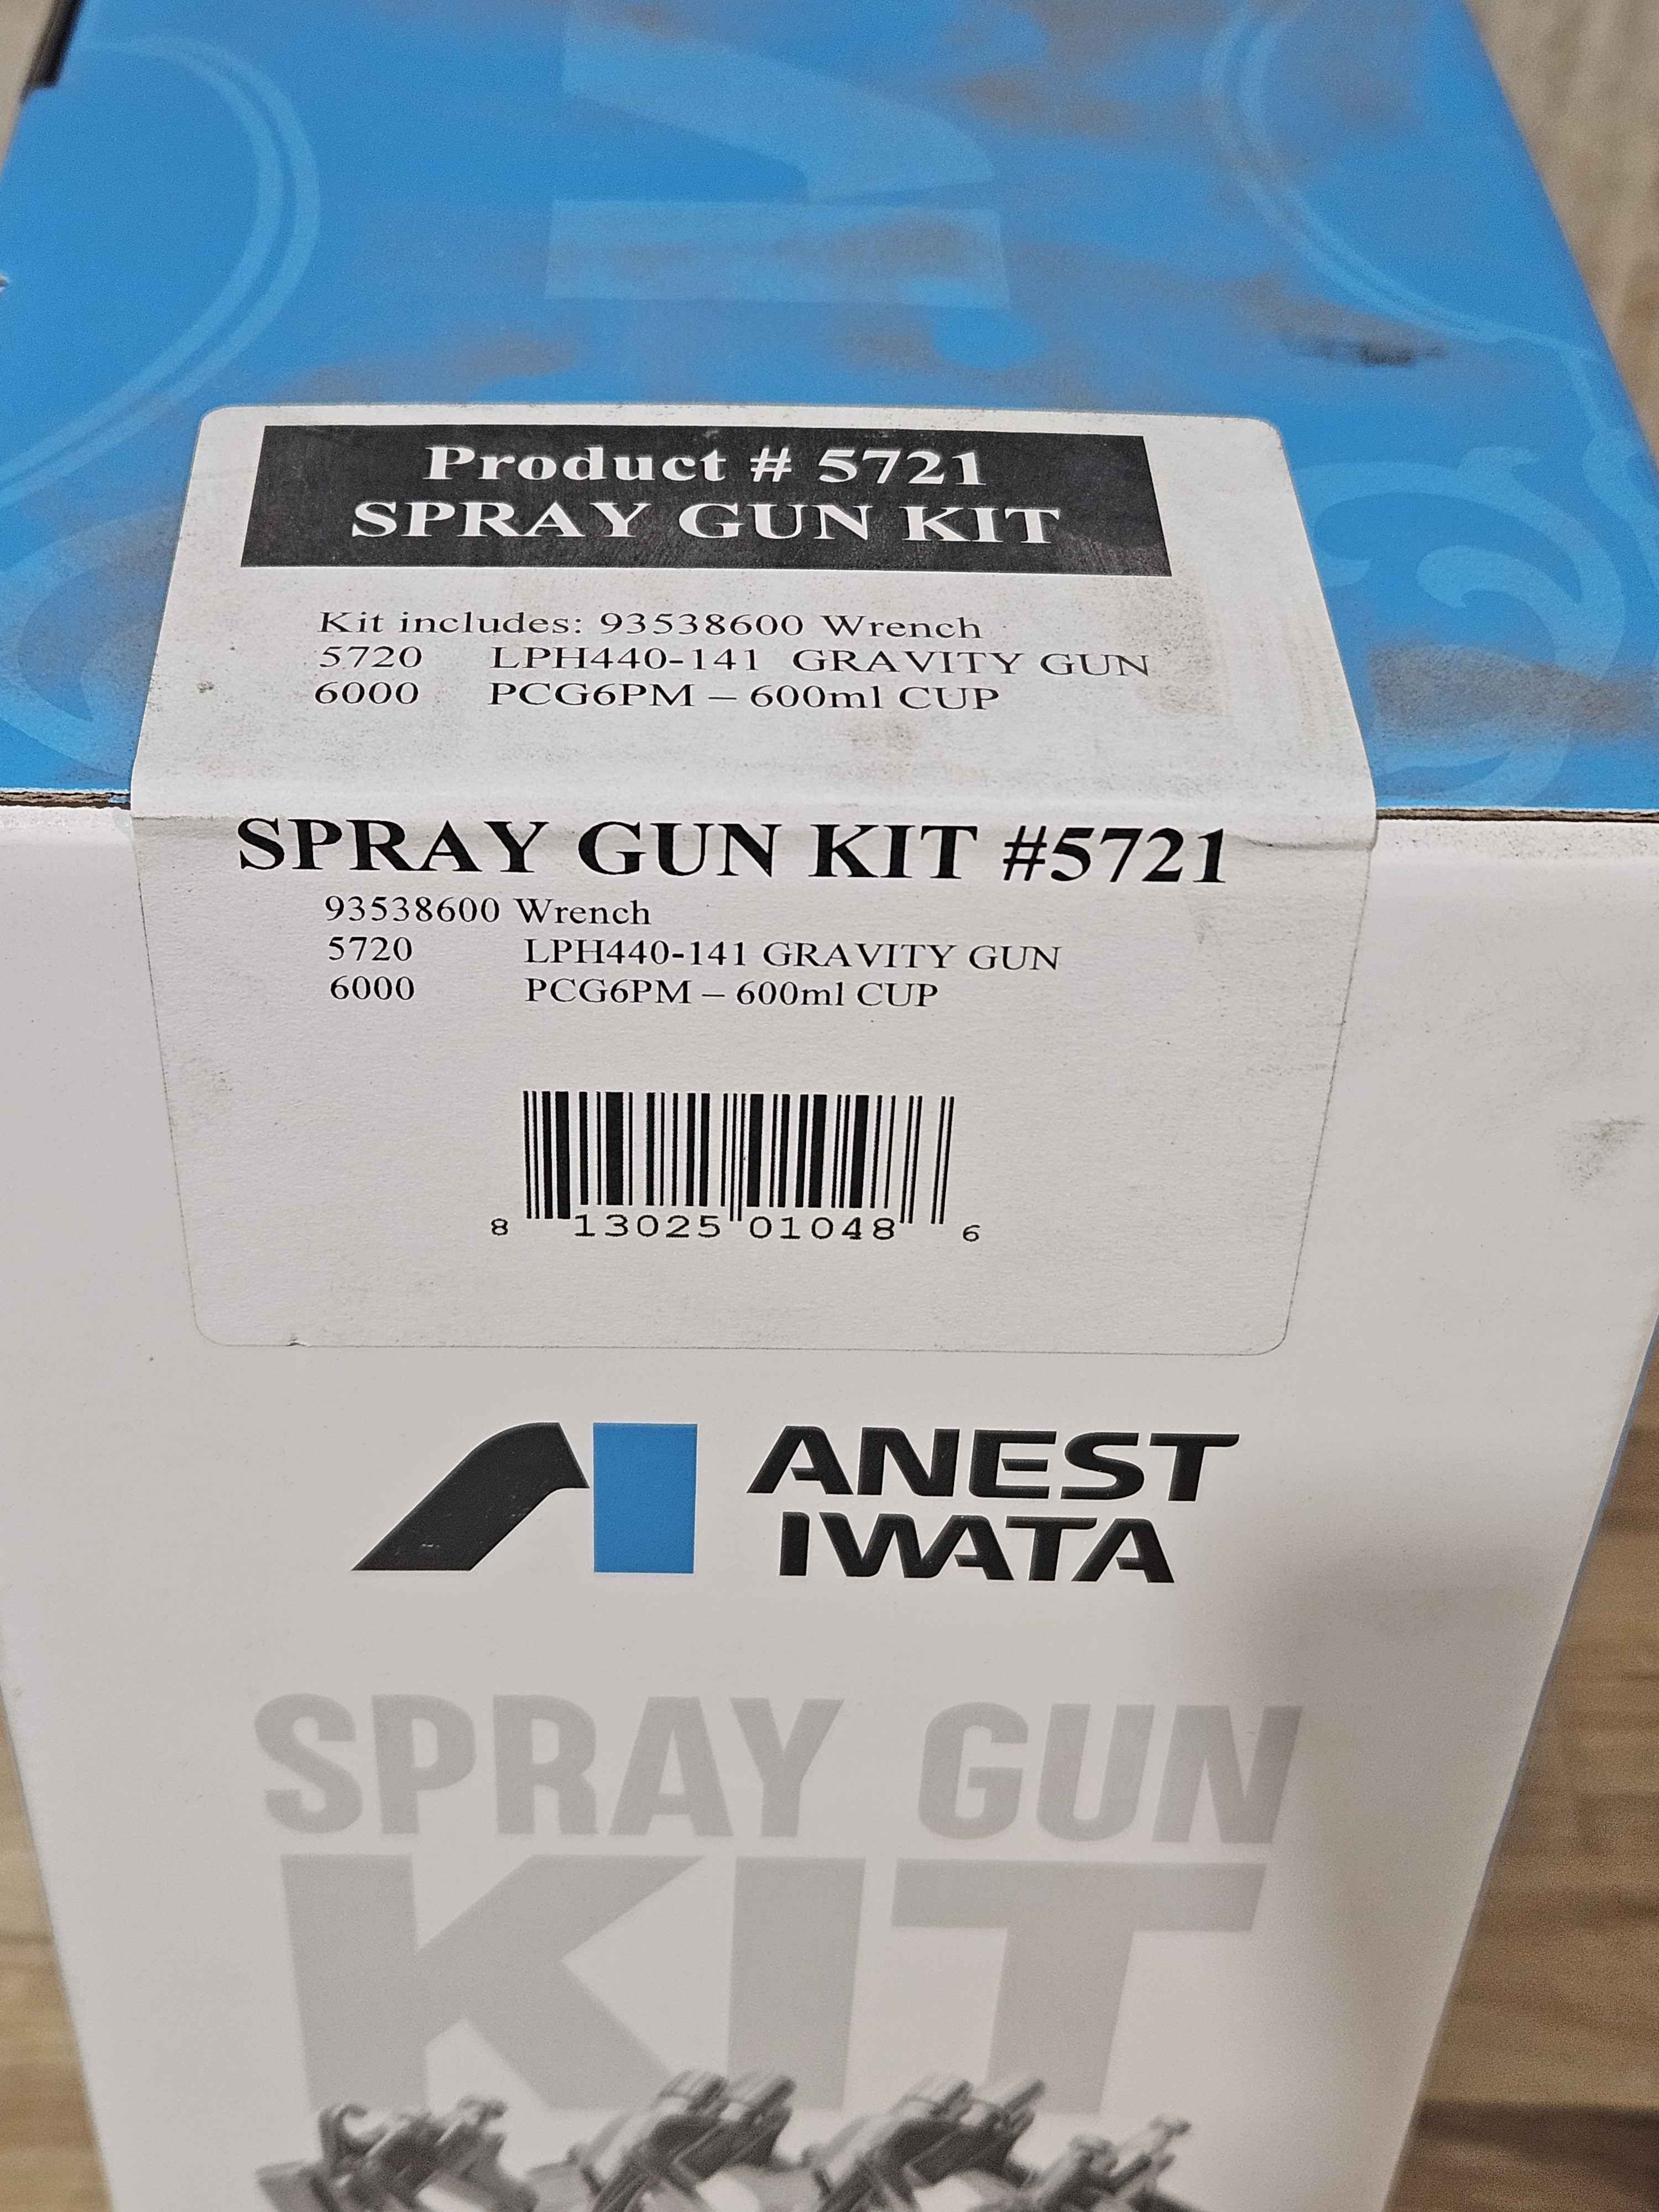 Product # 5721
SPRAY GUN KIT
Kit includes: 93538600 Wrench
5720 LPH440-141 GRAVITY GUN
6000 PCG6PM – 600ml CUP
SPRAY GUN KIT #5721
93538600 Wrench
5720 LPH440-141 GRAVITY GUN
6000 PCG6PM – 600ml CUP
8 13025 01048 6
ANEST
IWATA
SPRAY GUN
KIT